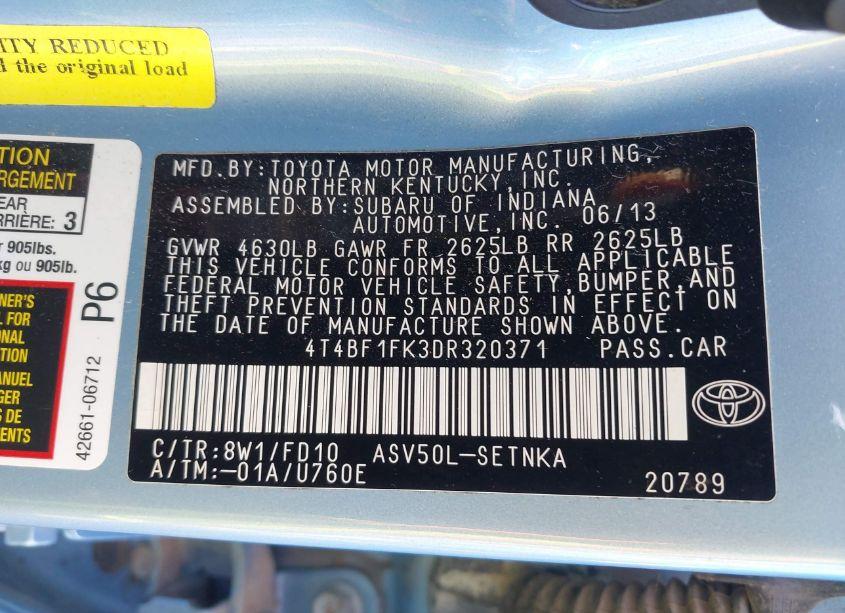 ITY REDUCED
the original load
TION
RGEMENT
EAR
RRIÈRE: 3
r 905lbs.
kg ou 905lb.
NER'S
L FOR
ONAL
ON
ANUEL
GER
S DE
MENTS
P6
42661-06712
MFD.BY:TOYOTA MOTOR MANUFACTURING,
NORTHERN KENTUCKY,INC.
ASSEMBLED BY:SUBARU OF INDIANA
AUTOMOTIVE,INC. 06/13
GVWR 4630LB GAWR FR 2625LB RR 2625LB
THIS VEHICLE CONFORMS TO ALL APPLICABLE
FEDERAL MOTOR VEHICLE SAFETY,BUMPER,AND
THEFT PREVENTION STANDARDS IN EFFECT ON
THE DATE OF MANUFACTURE SHOWN ABOVE.
4T4BF1FK3DR320371 PASS.CAR
C/TR:8W1/FD10 ASV50L-SETNKA
A/TM:-01A/U760E
20789